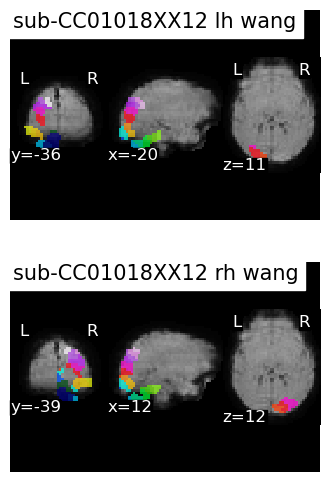 sub-CC01018XX12 lh wang
L R L R
y=-36 x=-20 z=11
sub-CC01018XX12 rh wang
L R L R
y=-39 x=12 z=12